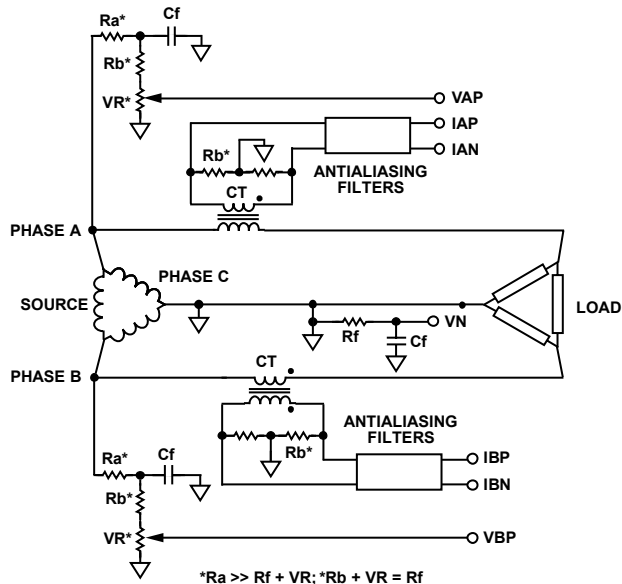 Ra*
Cf
Rb*
VR*
VAP
IAP
IAN
Rb*
ANTIALIASING
FILTERS
CT
PHASE A
PHASE C
SOURCE
LOAD
VN
Rf
Cf
PHASE B
CT
ANTIALIASING
FILTERS
Rb*
Ra*
Cf
IBP
IBN
Rb*
VR*
VBP
*Ra >> Rf + VR; *Rb + VR = Rf